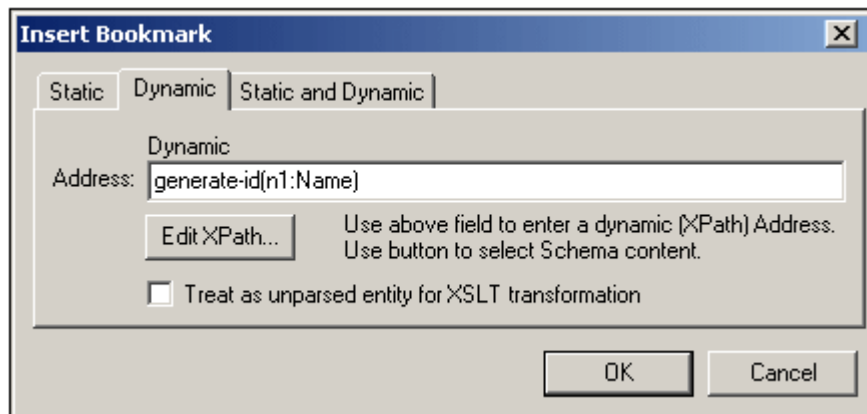 Insert Bookmark
Static Dynamic Static and Dynamic
Dynamic
Address: generate-id(n1:Name)
Edit XPath... Use above field to enter a dynamic (XPath) Address.
Use button to select Schema content.
Treat as unparsed entity for XSLT transformation
OK Cancel